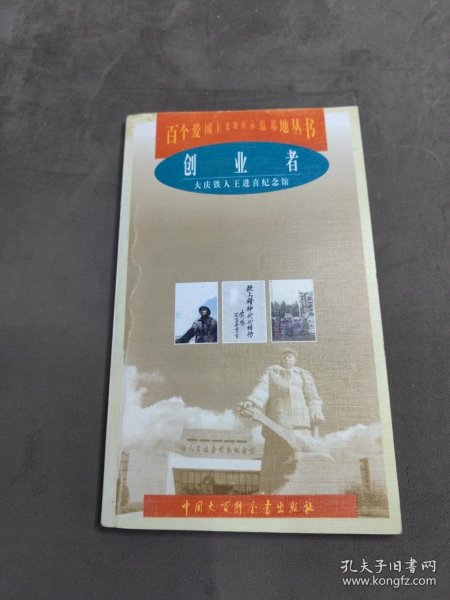 百个爱国主义教育示范基地丛书
创业者
大庆铁人王进喜纪念馆
中国大百科全书出版社
孔夫子旧书网
www.kongfz.com